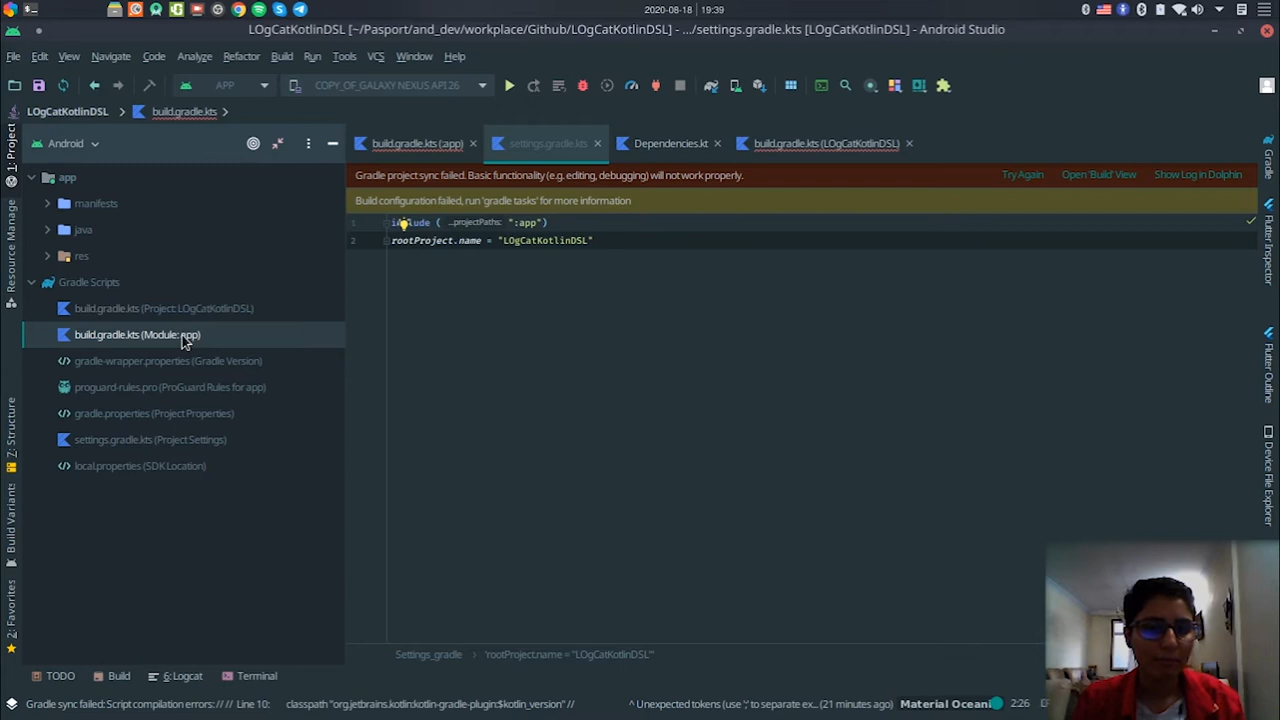 2020-08-18 19:39
LOgCatKotlinDSL [~/Pasport/and_dev/workplace/Github/LOgCatKotlinDSL] - .../settings.gradle.kts [LOgCatKotlinDSL] - Android Studio
File Edit View Navigate Code Analyze Refactor Build Run Tools VCS Window Help
APP COPY_OF_GALAXY NEXUS API 26
LOgCatKotlinDSL build.gradle.kts
Android build.gradle.kts (:app) settings.gradle.kts Dependencies.kt build.gradle.kts (LOgCatKotlinDSL)
Gradle project sync failed. Basic functionality (e.g. editing, debugging) will not work properly. Try Again Open 'Build' View Show Log in Dolphin
Build configuration failed, run 'gradle tasks' for more information
1 include ( ...projectPaths: ":app")
2 rootProject.name = "LOgCatKotlinDSL"
app
manifests
java
res
Gradle Scripts
build.gradle.kts (Project: LOgCatKotlinDSL)
build.gradle.kts (Module: app)
gradle-wrapper.properties (Gradle Version)
proguard-rules.pro (ProGuard Rules for app)
gradle.properties (Project Properties)
settings.gradle.kts (Project Settings)
local.properties (SDK Location)
1: Project
Resource Manage
7: Structure
Build Variants
2: Favorites
Gradle
Flutter Inspector
Flutter Outline
Device File Explorer
Settings_gradle 'rootProject.name = "LOgCatKotlinDSL"'
TODO Build 6: Logcat Terminal
Gradle sync failed: Script compilation errors: // // Line 10: classpath "org.jetbrains.kotlin:kotlin-gradle-plugin:$kotlin_version" // ^ Unexpected tokens (use ';' to separate ex... (21 minutes ago) Material Oceani 2:26